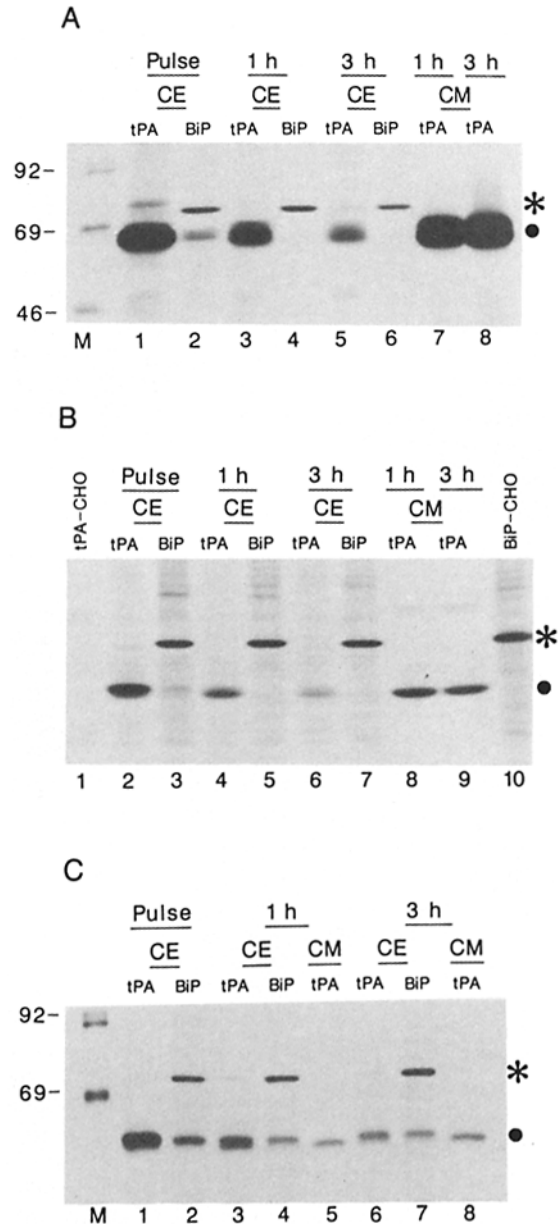 A
Pulse 1 h 3 h 1 h 3 h
CE CE CE CM
tPA BiP tPA BiP tPA BiP tPA tPA
92-
*
69- ●
46-
M 1 2 3 4 5 6 7 8
B
tPA-CHO
Pulse 1 h 3 h 1 h 3 h
CE CE CE CM
tPA BiP tPA BiP tPA BiP tPA tPA
BiP-CHO
*
●
1 2 3 4 5 6 7 8 9 10
C
Pulse 1 h 3 h
CE CE CM CE CM
tPA BiP tPA BiP tPA tPA BiP tPA
92-
*
69-
●
M 1 2 3 4 5 6 7 8